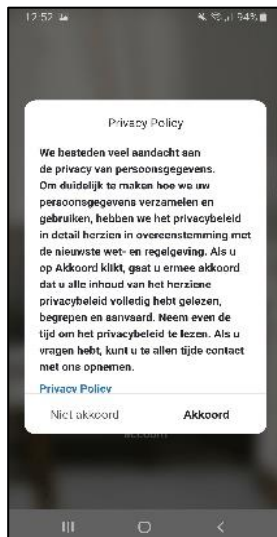 12:52 94%
Privacy Policy
We besteden veel aandacht aan
de privacy van persoonsgegevens.
Om duidelijk te maken hoe we uw
persoonsgegevens verzamelen en
gebruiken, hebben we het privacybeleid
in detail herzien in overeenstemming met
de nieuwste wet- en regelgeving. Als u
op Akkoord klikt, gaat u ermee akkoord
dat u alle inhoud van het herziene
privacybeleid volledig hebt gelezen,
begrepen en aanvaard. Neem even de
tijd om het privacybeleid te lezen. Als u
vragen hebt, kunt u te allen tijde contact
met ons opnemen.
Privacy Policy
Niet akkoord Akkoord
account